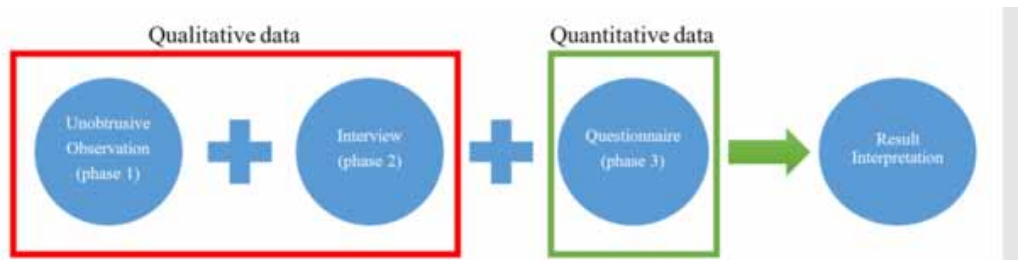 Qualitative data
Quantitative data
Unobtrusive
Observation
(phase 1)
Interview
(phase 2)
Questionnaire
(phase 3)
Result
Interpretation